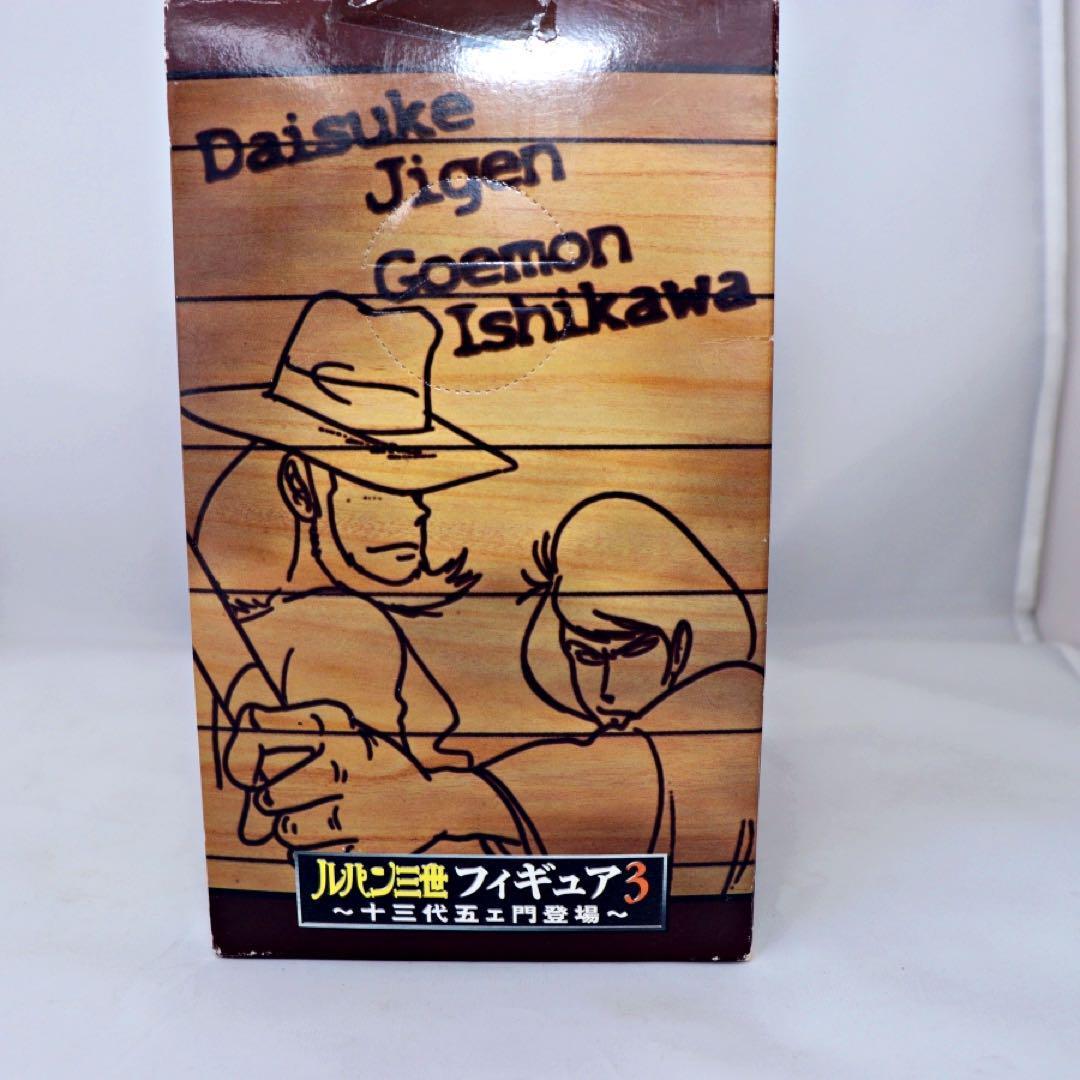 Daisuke
Jigen
Goemon
Ishikawa
ルパン三世 フィギュア3
～十三代五ェ門登場～